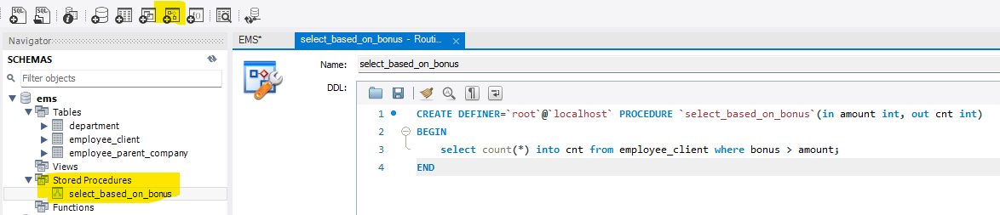 SQL SQL
Navigator
SCHEMAS
Filter objects
ems
Tables
department
employee_client
employee_parent_company
Views
Stored Procedures
select_based_on_bonus
Functions
EMS* select_based_on_bonus - Routi... ×
Name: select_based_on_bonus
DDL:
1 CREATE DEFINER=`root`@`localhost` PROCEDURE `select_based_on_bonus`(in amount int, out cnt int)
2 BEGIN
3 select count(*) into cnt from employee_client where bonus > amount;
4 END